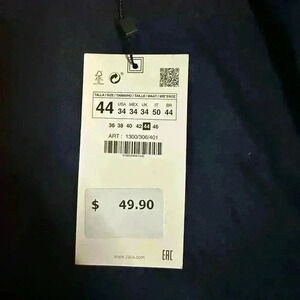 TALLA / SIZE / TAMANHO / TAILLE / MAAT /
44 USA MEX UK IT BR
34 34 34 50 44
36 38 40 42 44 46
ART : 1300/306/401
$ 49.90
www.zara.com
EAC